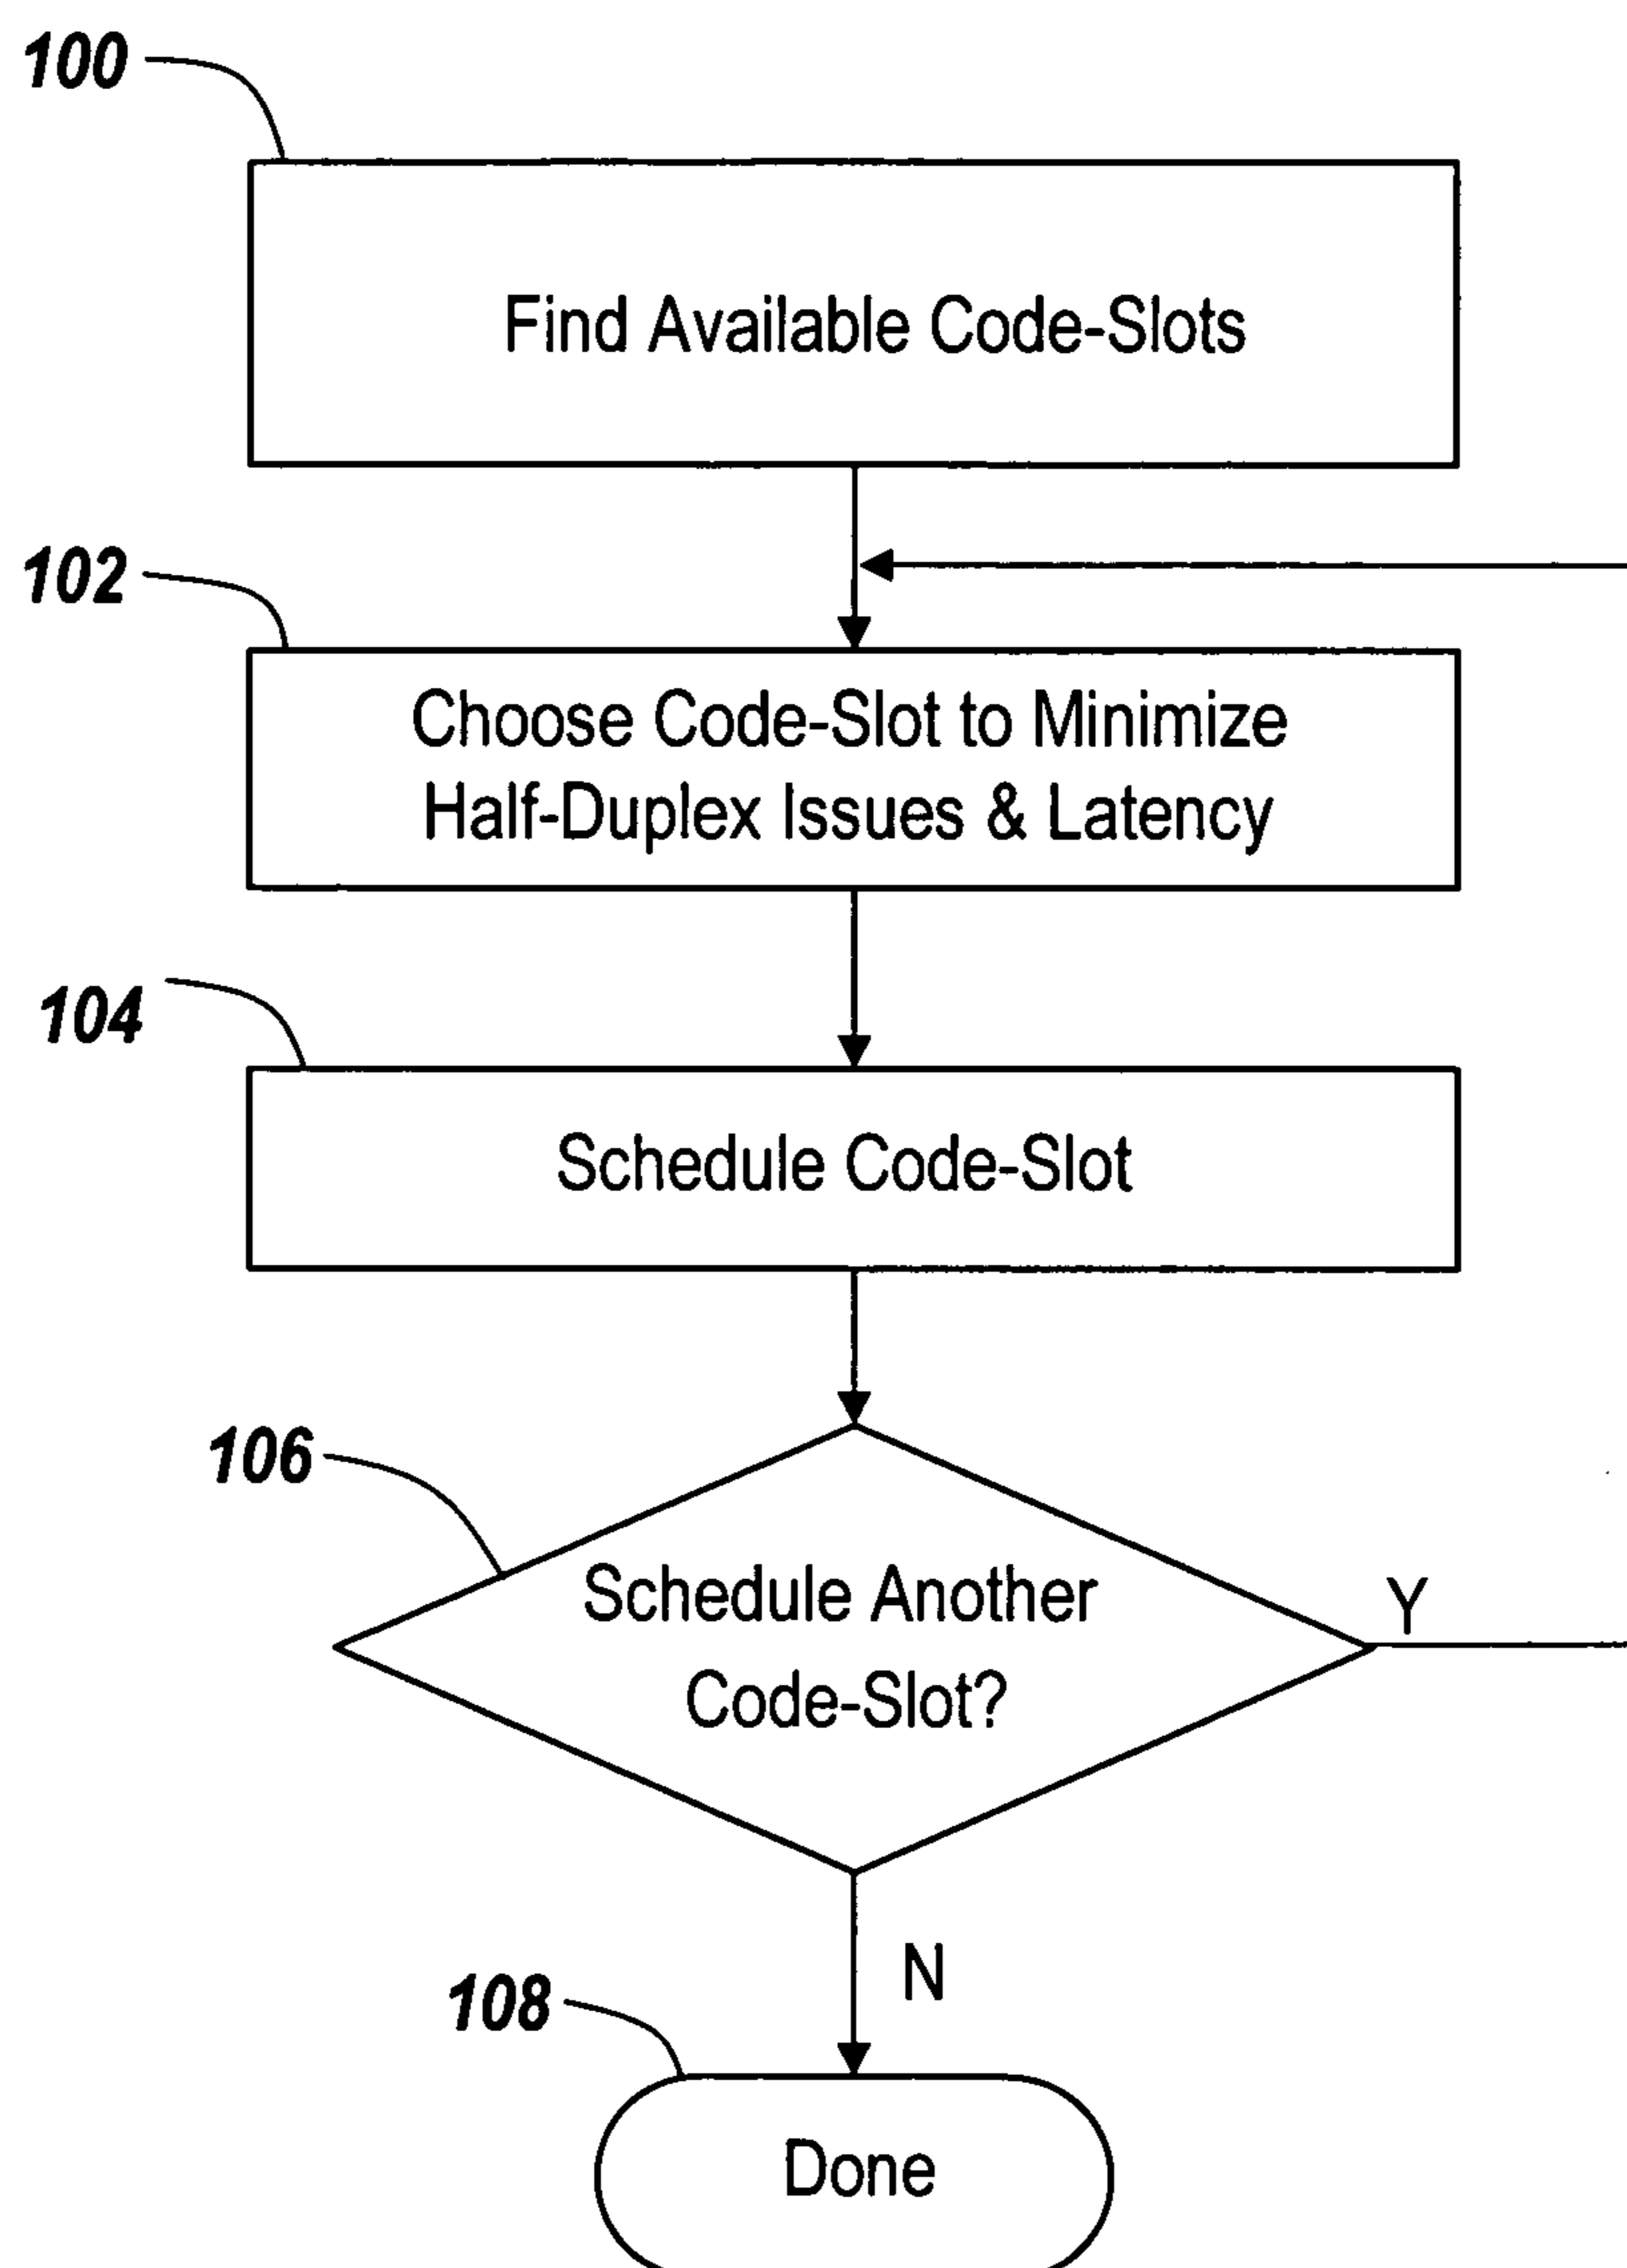 100
Find Available Code-Slots
102
Choose Code-Slot to Minimize
Half-Duplex Issues & Latency
104
Schedule Code-Slot
106
Schedule Another
Code-Slot?
Y
N
108
Done